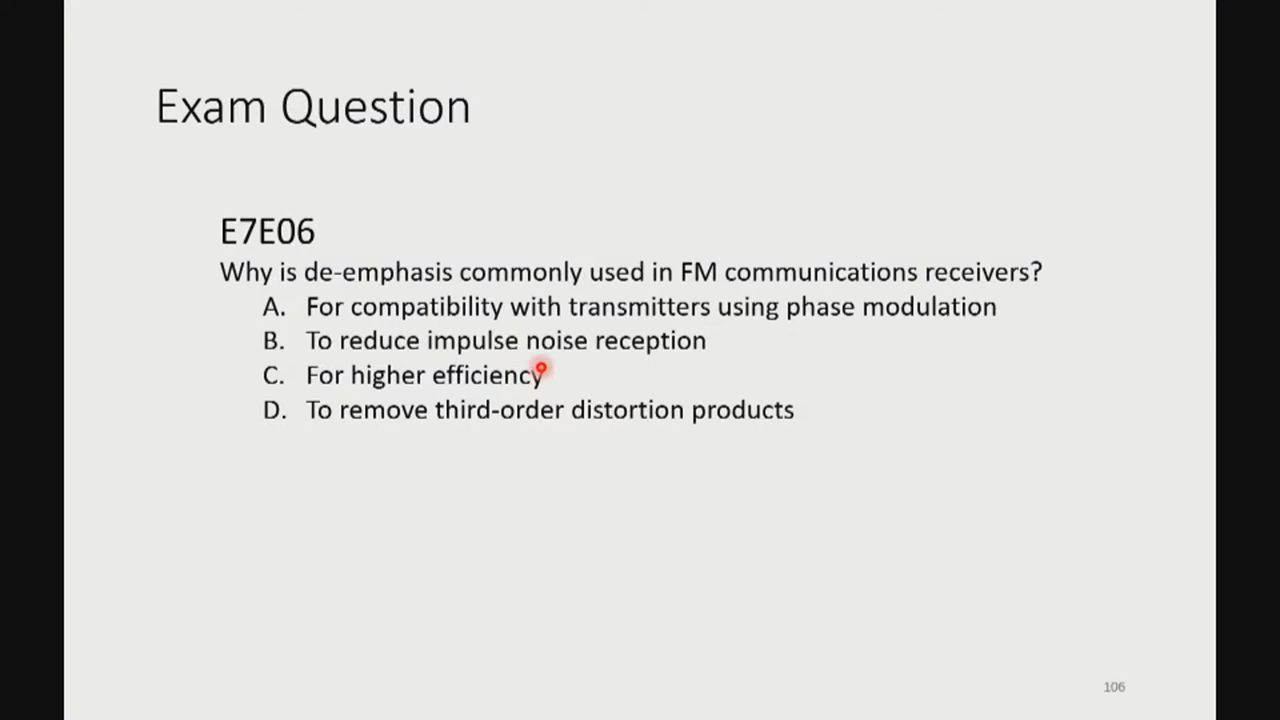 Exam Question
E7E06
Why is de-emphasis commonly used in FM communications receivers?
A. For compatibility with transmitters using phase modulation
B. To reduce impulse noise reception
C. For higher efficiency
D. To remove third-order distortion products
106